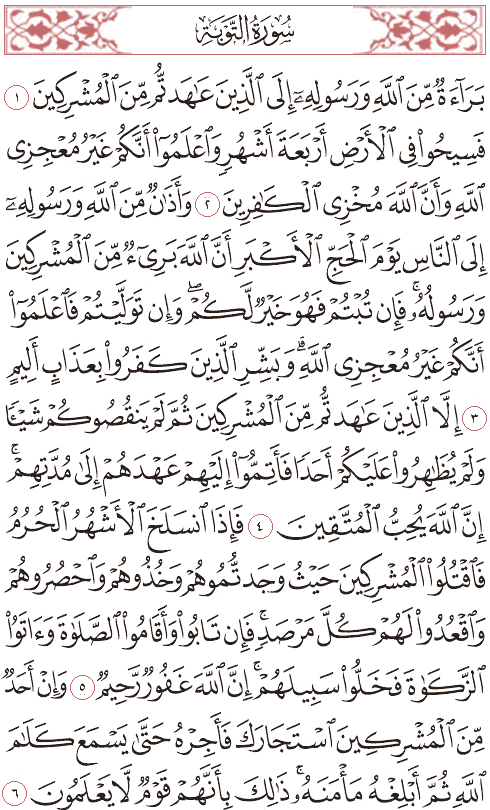 سُورَةُ التَّوْبَةِ
بَرَآءَةٌ مِّنَ ٱللَّهِ وَرَسُولِهِۦٓ إِلَى ٱلَّذِينَ عَٰهَدتُّم مِّنَ ٱلْمُشْرِكِينَ ١
فَسِيحُوا۟ فِى ٱلْأَرْضِ أَرْبَعَةَ أَشْهُرٍ وَٱعْلَمُوٓا۟ أَنَّكُمْ غَيْرُ مُعْجِزِى
ٱللَّهِ وَأَنَّ ٱللَّهَ مُخْزِى ٱلْكَٰفِرِينَ ٢ وَأَذَٰنٌ مِّنَ ٱللَّهِ وَرَسُولِهِۦٓ
إِلَى ٱلنَّاسِ يَوْمَ ٱلْحَجِّ ٱلْأَكْبَرِ أَنَّ ٱللَّهَ بَرِىٓءٌ مِّنَ ٱلْمُشْرِكِينَ
وَرَسُولُهُۥ ۚ فَإِن تُبْتُمْ فَهُوَ خَيْرٌ لَّكُمْ ۖ وَإِن تَوَلَّيْتُمْ فَٱعْلَمُوٓا۟
أَنَّكُمْ غَيْرُ مُعْجِزِى ٱللَّهِ ۗ وَبَشِّرِ ٱلَّذِينَ كَفَرُوا۟ بِعَذَابٍ أَلِيمٍ
٣ إِلَّا ٱلَّذِينَ عَٰهَدتُّم مِّنَ ٱلْمُشْرِكِينَ ثُمَّ لَمْ يَنقُصُوكُمْ شَيْـًٔا
وَلَمْ يُظَٰهِرُوا۟ عَلَيْكُمْ أَحَدًا فَأَتِمُّوٓا۟ إِلَيْهِمْ عَهْدَهُمْ إِلَىٰ مُدَّتِهِمْ ۚ
إِنَّ ٱللَّهَ يُحِبُّ ٱلْمُتَّقِينَ ٤ فَإِذَا ٱنسَلَخَ ٱلْأَشْهُرُ ٱلْحُرُمُ
فَٱقْتُلُوا۟ ٱلْمُشْرِكِينَ حَيْثُ وَجَدتُّمُوهُمْ وَخُذُوهُمْ وَٱحْصُرُوهُمْ
وَٱقْعُدُوا۟ لَهُمْ كُلَّ مَرْصَدٍ ۚ فَإِن تَابُوا۟ وَأَقَامُوا۟ ٱلصَّلَوٰةَ وَءَاتَوُا۟
ٱلزَّكَوٰةَ فَخَلُّوا۟ سَبِيلَهُمْ ۚ إِنَّ ٱللَّهَ غَفُورٌ رَّحِيمٌ ٥ وَإِنْ أَحَدٌ
مِّنَ ٱلْمُشْرِكِينَ ٱسْتَجَارَكَ فَأَجِرْهُ حَتَّىٰ يَسْمَعَ كَلَٰمَ
ٱللَّهِ ثُمَّ أَبْلِغْهُ مَأْمَنَهُۥ ۚ ذَٰلِكَ بِأَنَّهُمْ قَوْمٌ لَّا يَعْلَمُونَ ٦